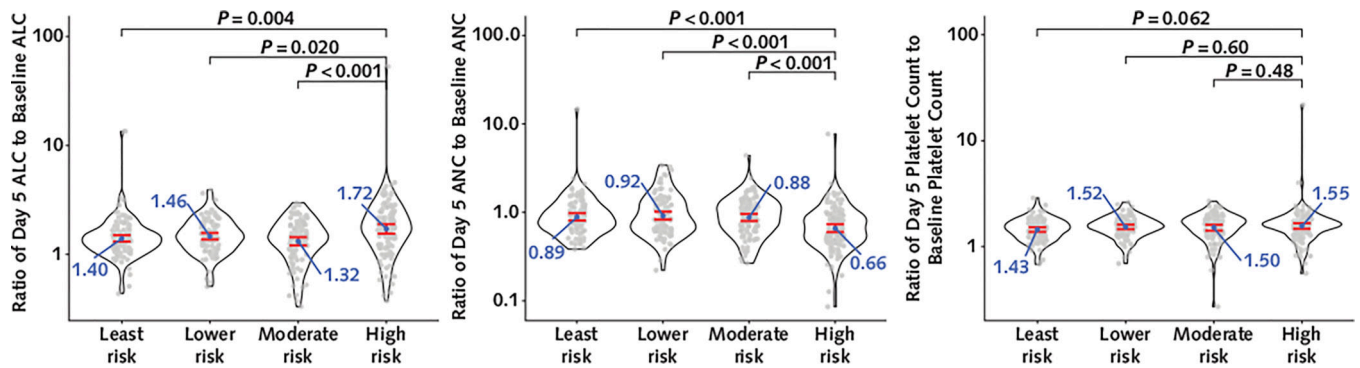 Ratio of Day 5 ALC to Baseline ALC
100
10
1
P = 0.004
P = 0.020
P < 0.001
1.40
1.46
1.32
1.72
Least risk
Lower risk
Moderate risk
High risk
Ratio of Day 5 ANC to Baseline ANC
100.0
10.0
1.0
0.1
P < 0.001
P < 0.001
P < 0.001
0.89
0.92
0.88
0.66
Least risk
Lower risk
Moderate risk
High risk
Ratio of Day 5 Platelet Count to
Baseline Platelet Count
100
10
1
P = 0.062
P = 0.60
P = 0.48
1.43
1.52
1.50
1.55
Least risk
Lower risk
Moderate risk
High risk